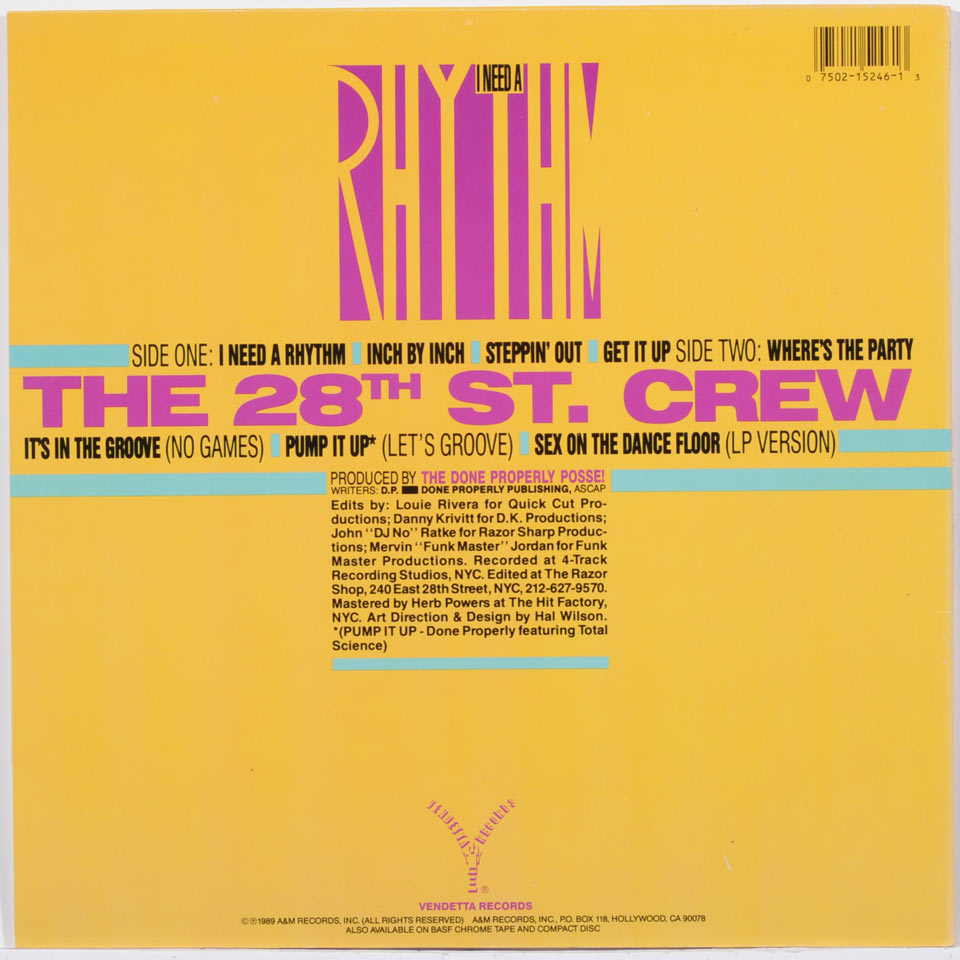 I NEED A
RHYTHM
0 7502-15246-1 3
SIDE ONE: I NEED A RHYTHM INCH BY INCH STEPPIN' OUT GET IT UP SIDE TWO: WHERE'S THE PARTY
THE 28TH ST. CREW
IT'S IN THE GROOVE (NO GAMES) PUMP IT UP* (LET'S GROOVE) SEX ON THE DANCE FLOOR (LP VERSION)
PRODUCED BY THE DONE PROPERLY POSSE!
WRITERS: D.P. DONE PROPERLY PUBLISHING, ASCAP
Edits by: Louie Rivera for Quick Cut Pro-
ductions; Danny Krivitt for D.K. Productions;
John "DJ No" Ratke for Razor Sharp Produc-
tions; Mervin "Funk Master" Jordan for Funk
Master Productions. Recorded at 4-Track
Recording Studios, NYC. Edited at The Razor
Shop, 240 East 28th Street, NYC, 212-627-9570.
Mastered by Herb Powers at The Hit Factory,
NYC. Art Direction & Design by Hal Wilson.
*(PUMP IT UP - Done Properly featuring Total
Science)
VENDETTA RECORDS
®
VENDETTA RECORDS
©℗1989 A&M RECORDS, INC. (ALL RIGHTS RESERVED) A&M RECORDS, INC., P.O. BOX 118, HOLLYWOOD, CA 90078
ALSO AVAILABLE ON BASF CHROME TAPE AND COMPACT DISC